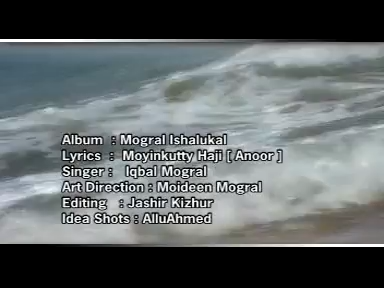 Album : Mogral Ishalukal
Lyrics : Moyinkutty Haji [ Anoor ]
Singer : Iqbal Mogral
Art Direction : Moideen Mogral
Editing : Jashir Kizhur
Idea Shots : AlluAhmed